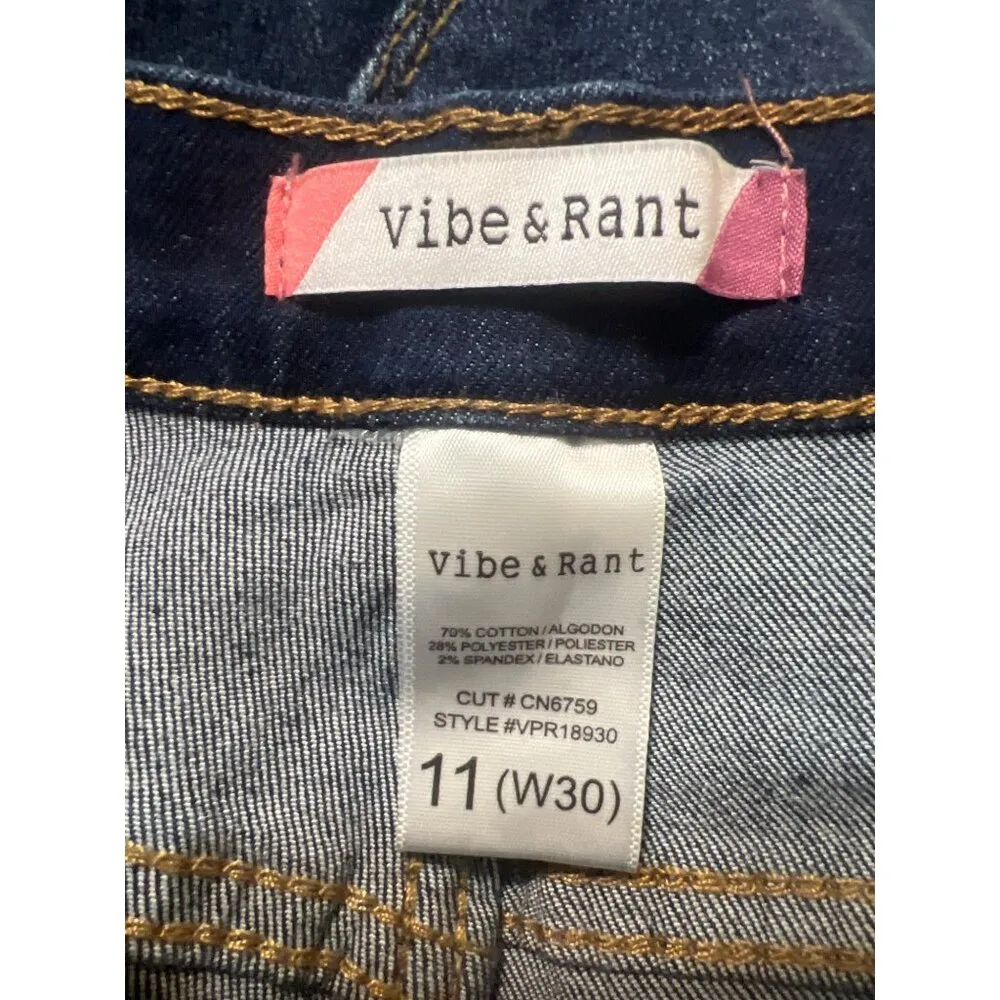 Vibe & Rant
Vibe & Rant
70% COTTON / ALGODON
28% POLYESTER / POLIESTER
2% SPANDEX / ELASTANO
CUT # CN6759
STYLE #VPR18930
11 (W30)